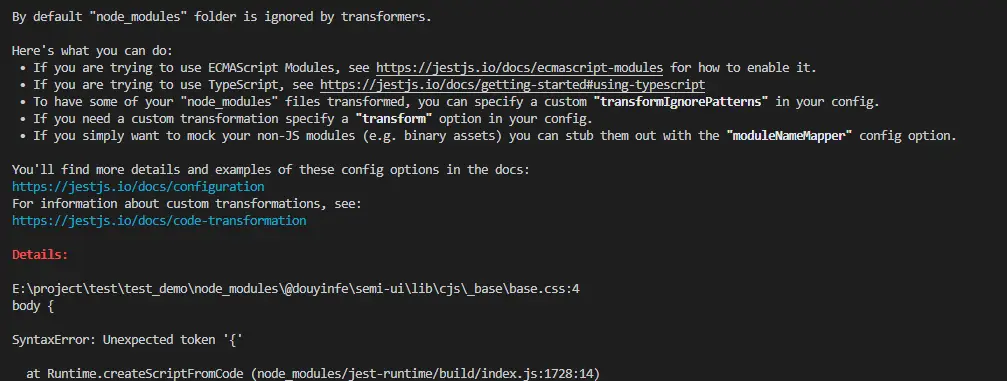 By default "node_modules" folder is ignored by transformers.
Here's what you can do:
• If you are trying to use ECMAScript Modules, see https://jestjs.io/docs/ecmascript-modules for how to enable it.
• If you are trying to use TypeScript, see https://jestjs.io/docs/getting-started#using-typescript
• To have some of your "node_modules" files transformed, you can specify a custom "transformIgnorePatterns" in your config.
• If you need a custom transformation specify a "transform" option in your config.
• If you simply want to mock your non-JS modules (e.g. binary assets) you can stub them out with the "moduleNameMapper" config option.
You'll find more details and examples of these config options in the docs:
https://jestjs.io/docs/configuration
For information about custom transformations, see:
https://jestjs.io/docs/code-transformation
Details:
E:\project\test\test_demo\node_modules\@douyinfe\semi-ui\lib\cjs\_base\base.css:4
body {
SyntaxError: Unexpected token '{'
at Runtime.createScriptFromCode (node_modules/jest-runtime/build/index.js:1728:14)